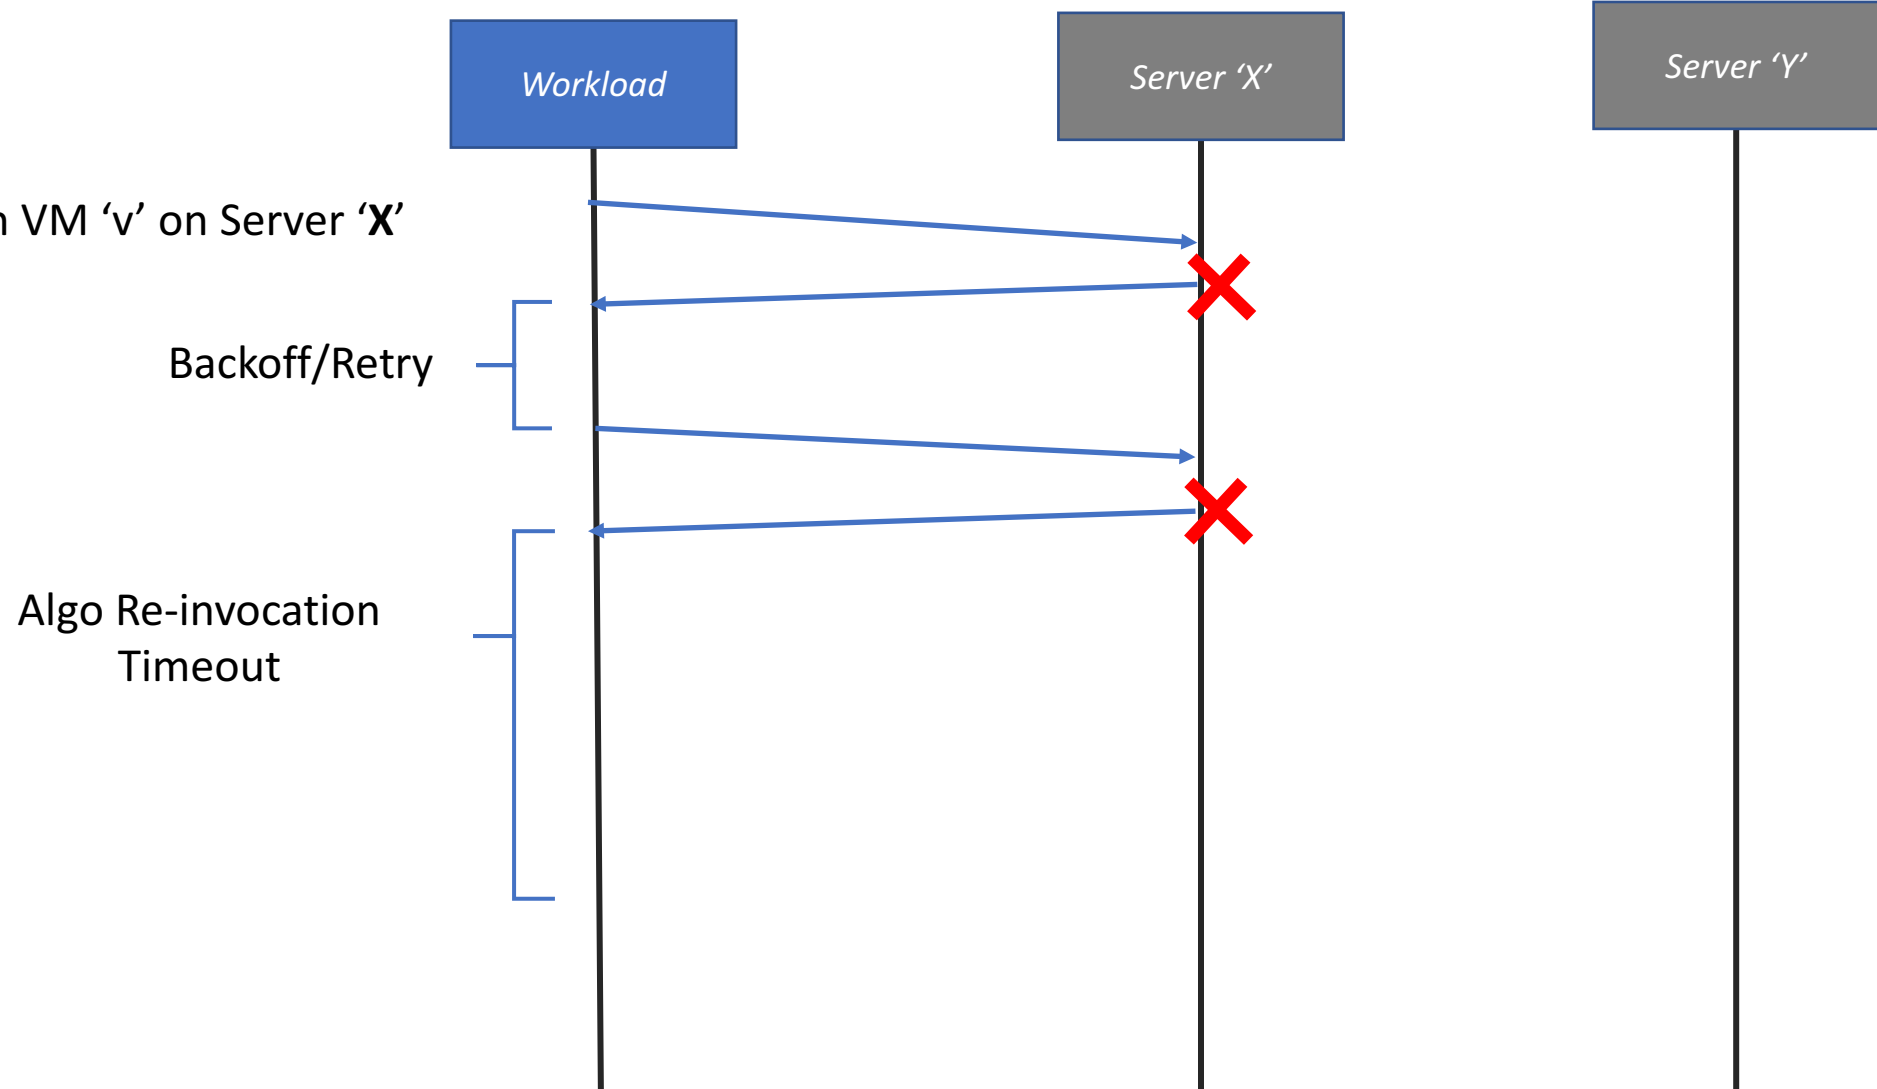 Workload
Server ‘X’
Server ‘Y’
VM ‘v’ on Server ‘X’
Backoff/Retry
Algo Re-invocation
Timeout